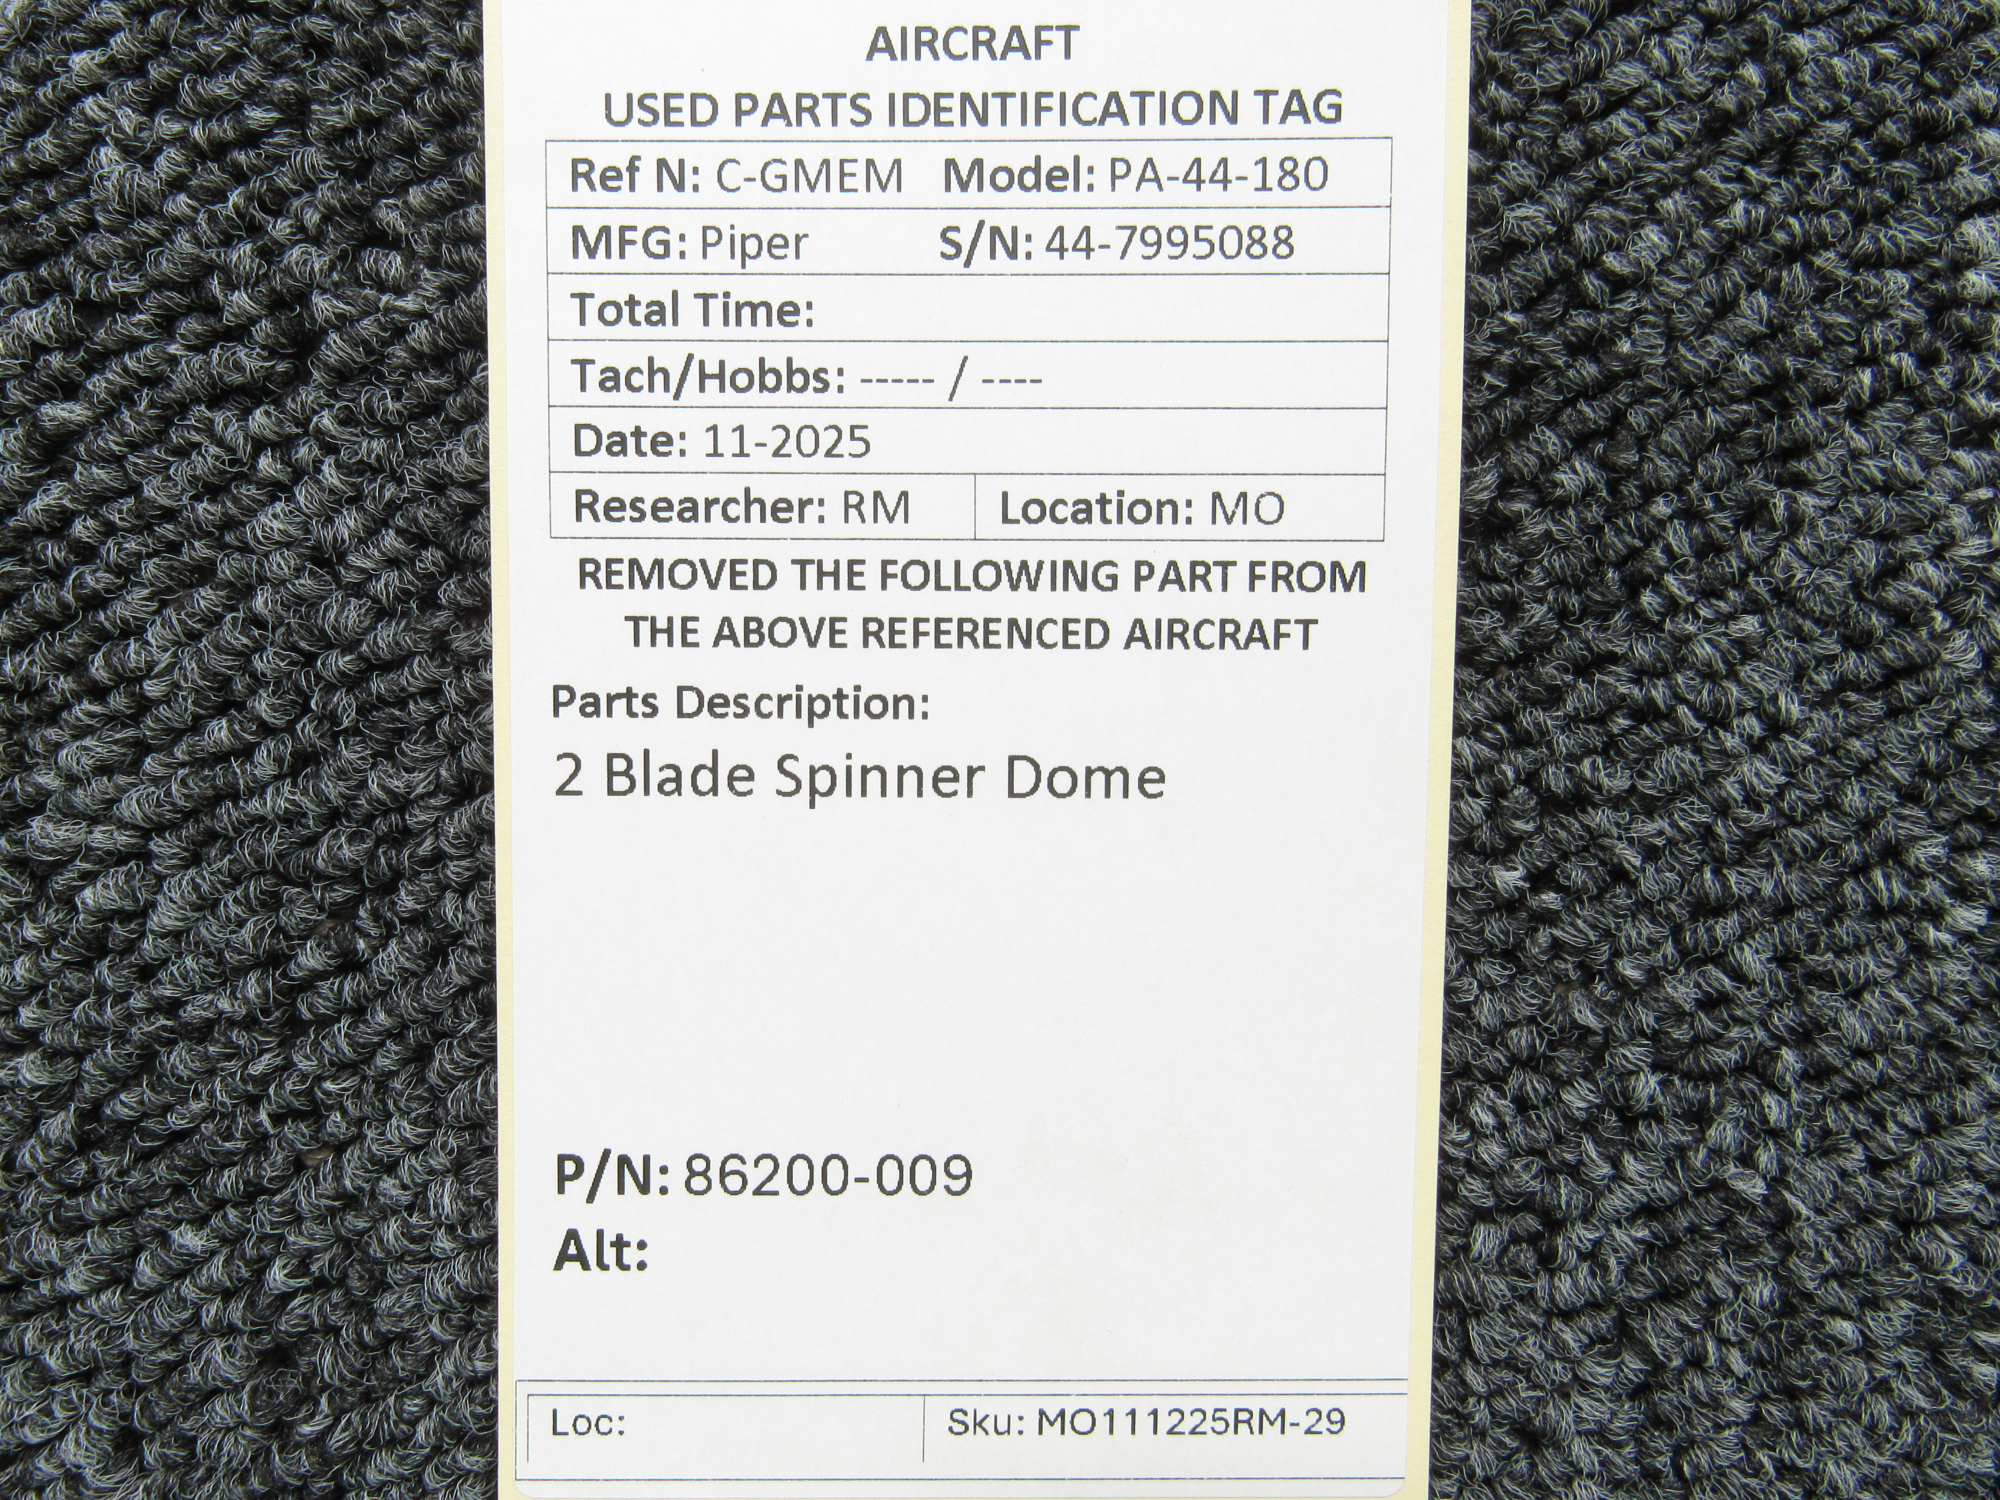 AIRCRAFT
USED PARTS IDENTIFICATION TAG
Ref N: C-GMEM Model: PA-44-180
MFG: Piper S/N: 44-7995088
Total Time:
Tach/Hobbs: ----- / ----
Date: 11-2025
Researcher: RM Location: MO
REMOVED THE FOLLOWING PART FROM
THE ABOVE REFERENCED AIRCRAFT
Parts Description:
2 Blade Spinner Dome
P/N: 86200-009
Alt:
Loc: Sku: MO111225RM-29